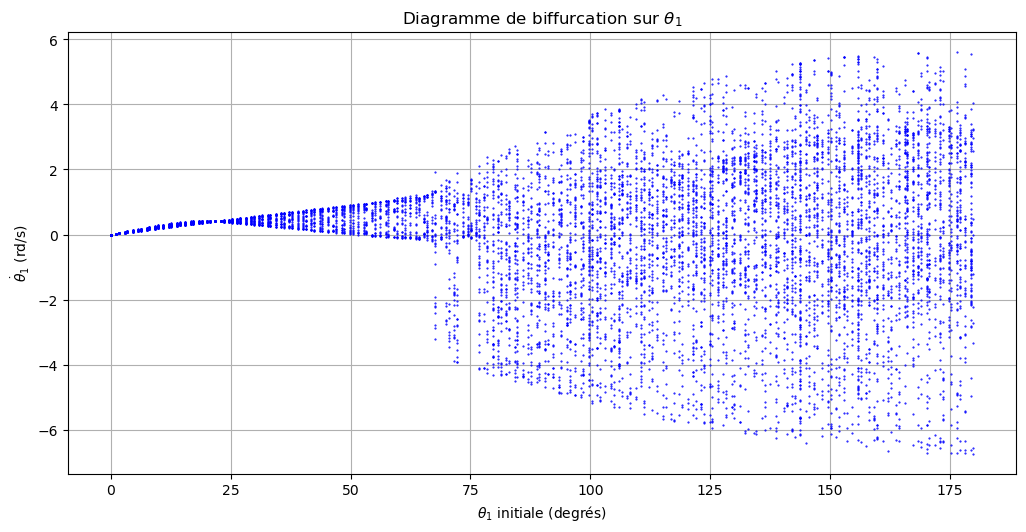 Diagramme de biffurcation sur θ₁
6
4
2
0
−2
−4
−6
θ̇₁ (rd/s)
0 25 50 75 100 125 150 175
θ₁ initiale (degrés)